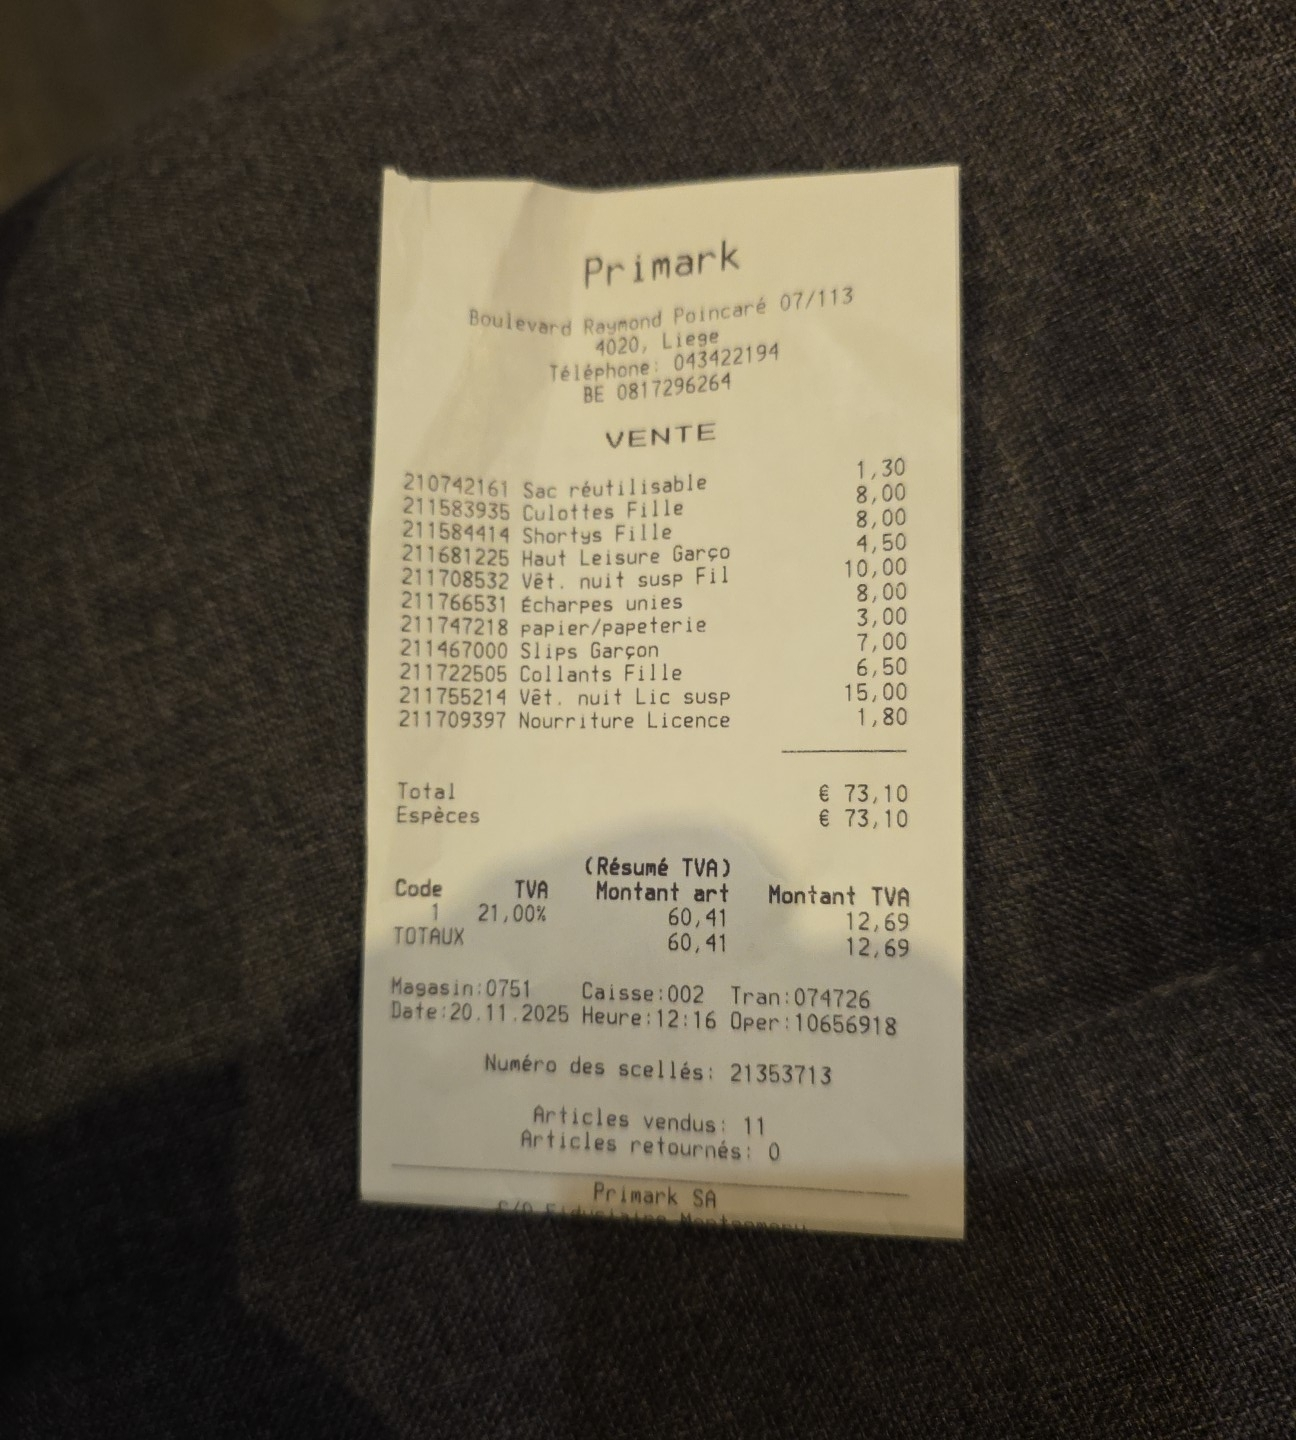 Primark
Boulevard Raymond Poincaré 07/113
4020, Liege
Téléphone: 043422194
BE 0817296264
VENTE
210742161 Sac réutilisable 1,30
211583935 Culottes Fille 8,00
211584414 Shortys Fille 8,00
211681225 Haut Leisure Garço 4,50
211708532 Vêt. nuit susp Fil 10,00
211766531 Écharpes unies 8,00
211747218 papier/papeterie 3,00
211467000 Slips Garçon 7,00
211722505 Collants Fille 6,50
211755214 Vêt. nuit Lic susp 15,00
211709397 Nourriture Licence 1,80
Total € 73,10
Espèces € 73,10
(Résumé TVA)
Code TVA Montant art Montant TVA
1 21,00% 60,41 12,69
TOTAUX 60,41 12,69
Magasin:0751 Caisse:002 Tran:074726
Date:20.11.2025 Heure:12:16 Oper:10656918
Numéro des scellés: 21353713
Articles vendus: 11
Articles retournés: 0
Primark SA
C/O Fiduciaire Montgomery